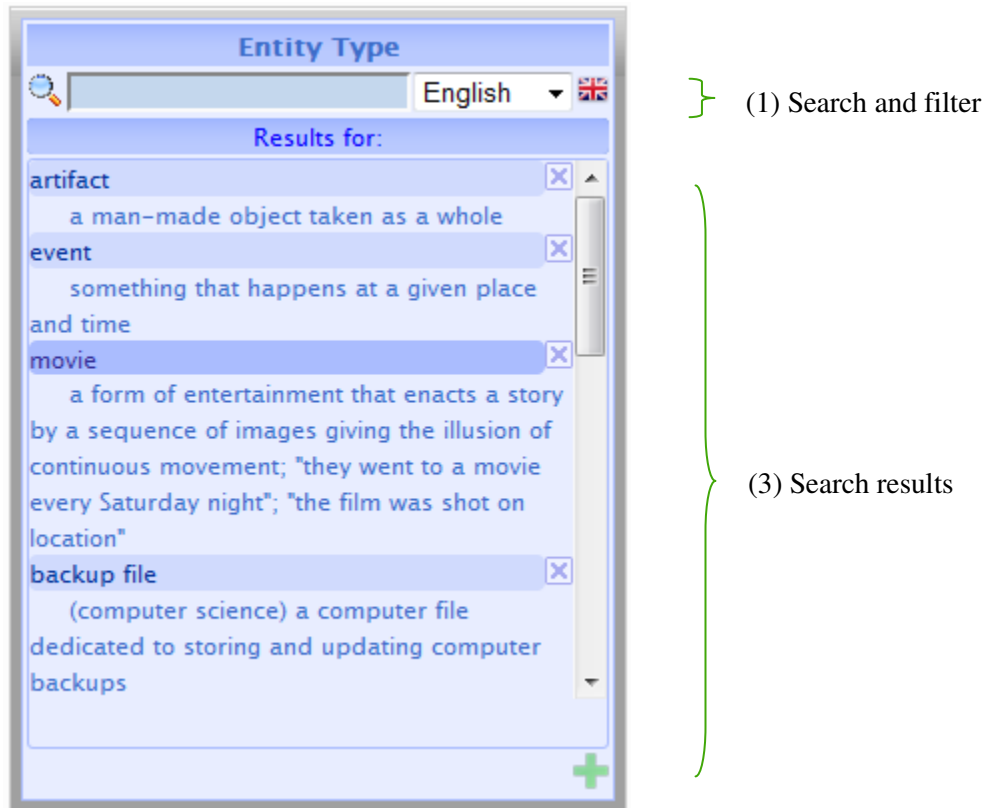 Entity Type
English
(1) Search and filter
Results for:
artifact
a man-made object taken as a whole
event
something that happens at a given place
and time
movie
a form of entertainment that enacts a story
by a sequence of images giving the illusion of
continuous movement; "they went to a movie
every Saturday night"; "the film was shot on
location"
(3) Search results
backup file
(computer science) a computer file
dedicated to storing and updating computer
backups